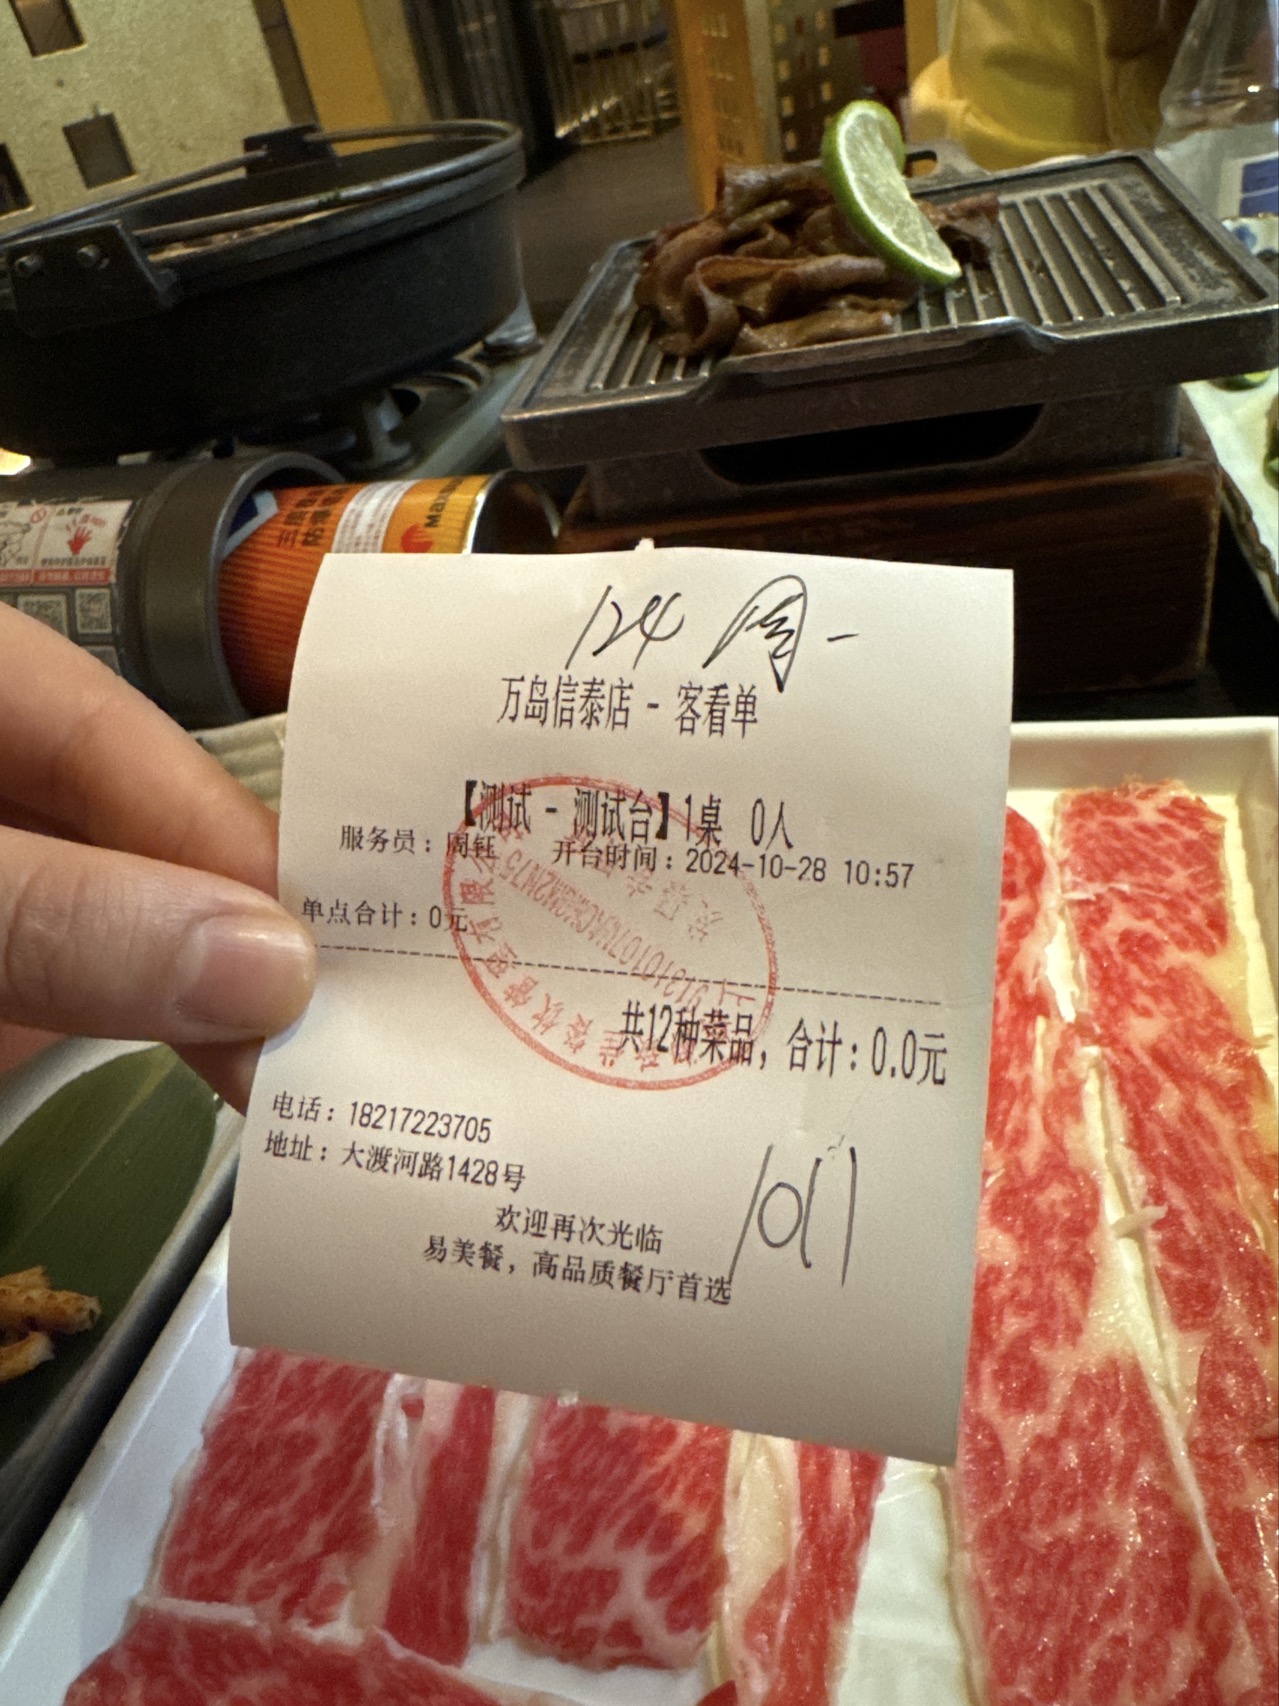 124 周-
万岛信泰店 - 客看单
【测试 - 测试台】1桌 0人
服务员：周钰 开台时间：2024-10-28 10:57
单点合计：0元
共12种菜品，合计：0.0元
电话：18217223705
地址：大渡河路1428号
欢迎再次光临
易美餐，高品质餐厅首选